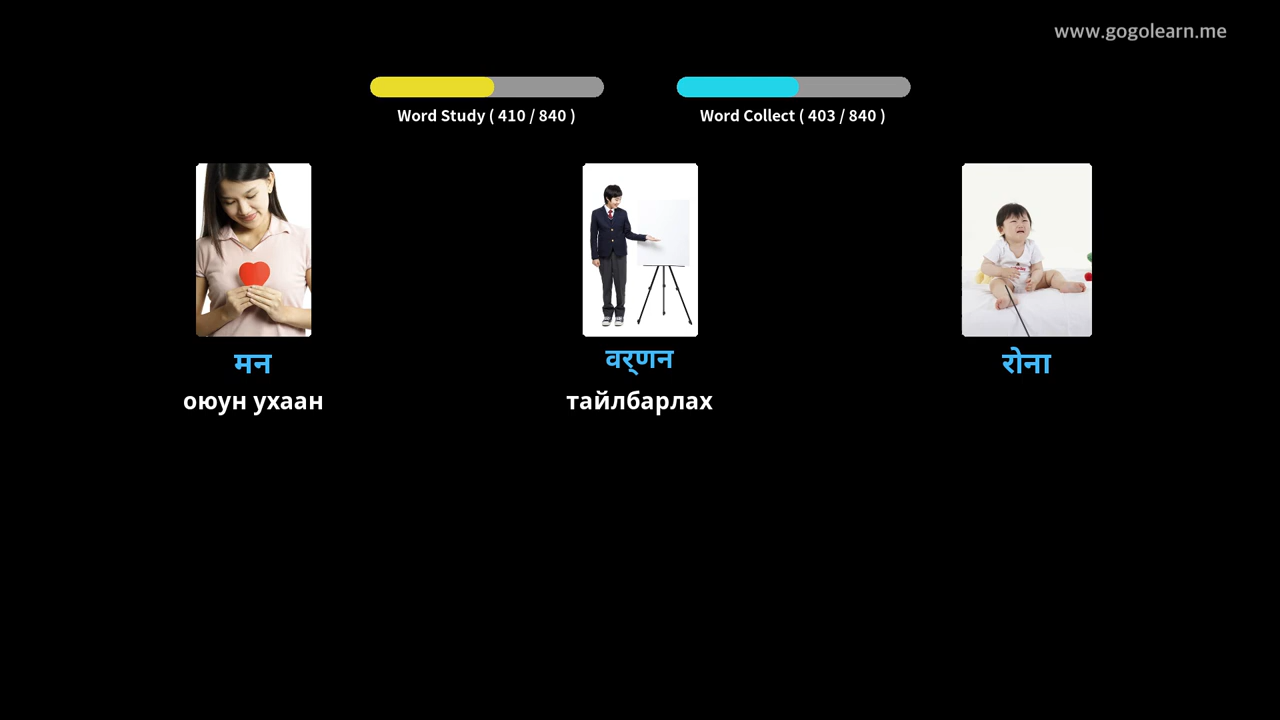 www.gogolearn.me
Word Study ( 410 / 840 )
Word Collect ( 403 / 840 )
मन
वर्‌णन
रोना
оюун ухаан
тайлбарлах